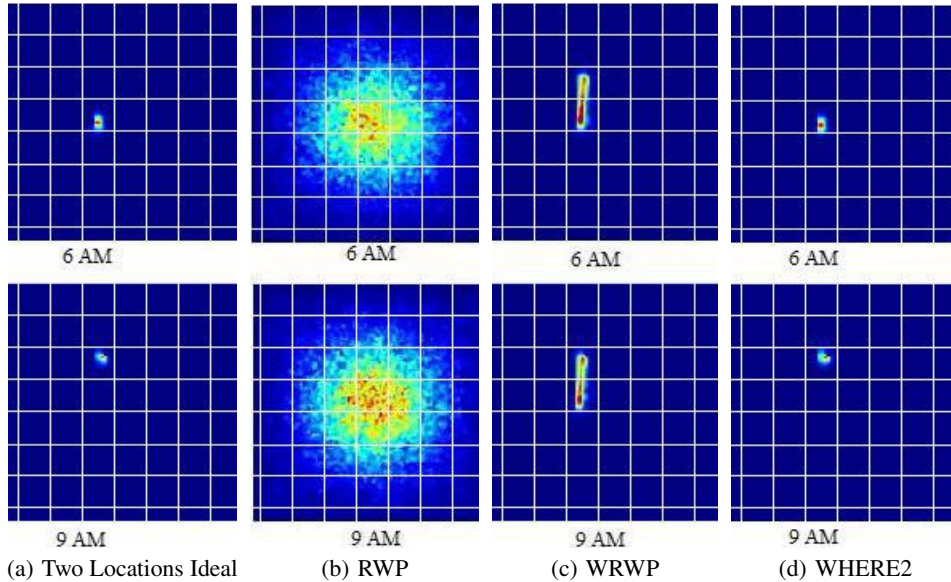 6 AM 6 AM 6 AM 6 AM
9 AM 9 AM 9 AM 9 AM
(a) Two Locations Ideal (b) RWP (c) WRWP (d) WHERE2